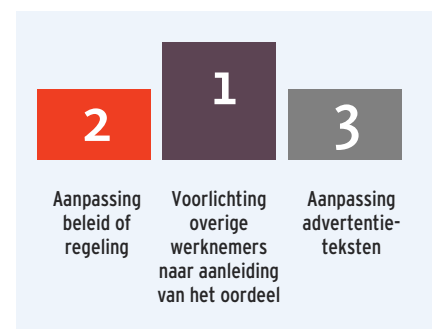 1
2
3
Aanpassing
beleid of
regeling
Voorlichting
overige
werknemers
naar aanleiding
van het oordeel
Aanpassing
advertentie-
teksten